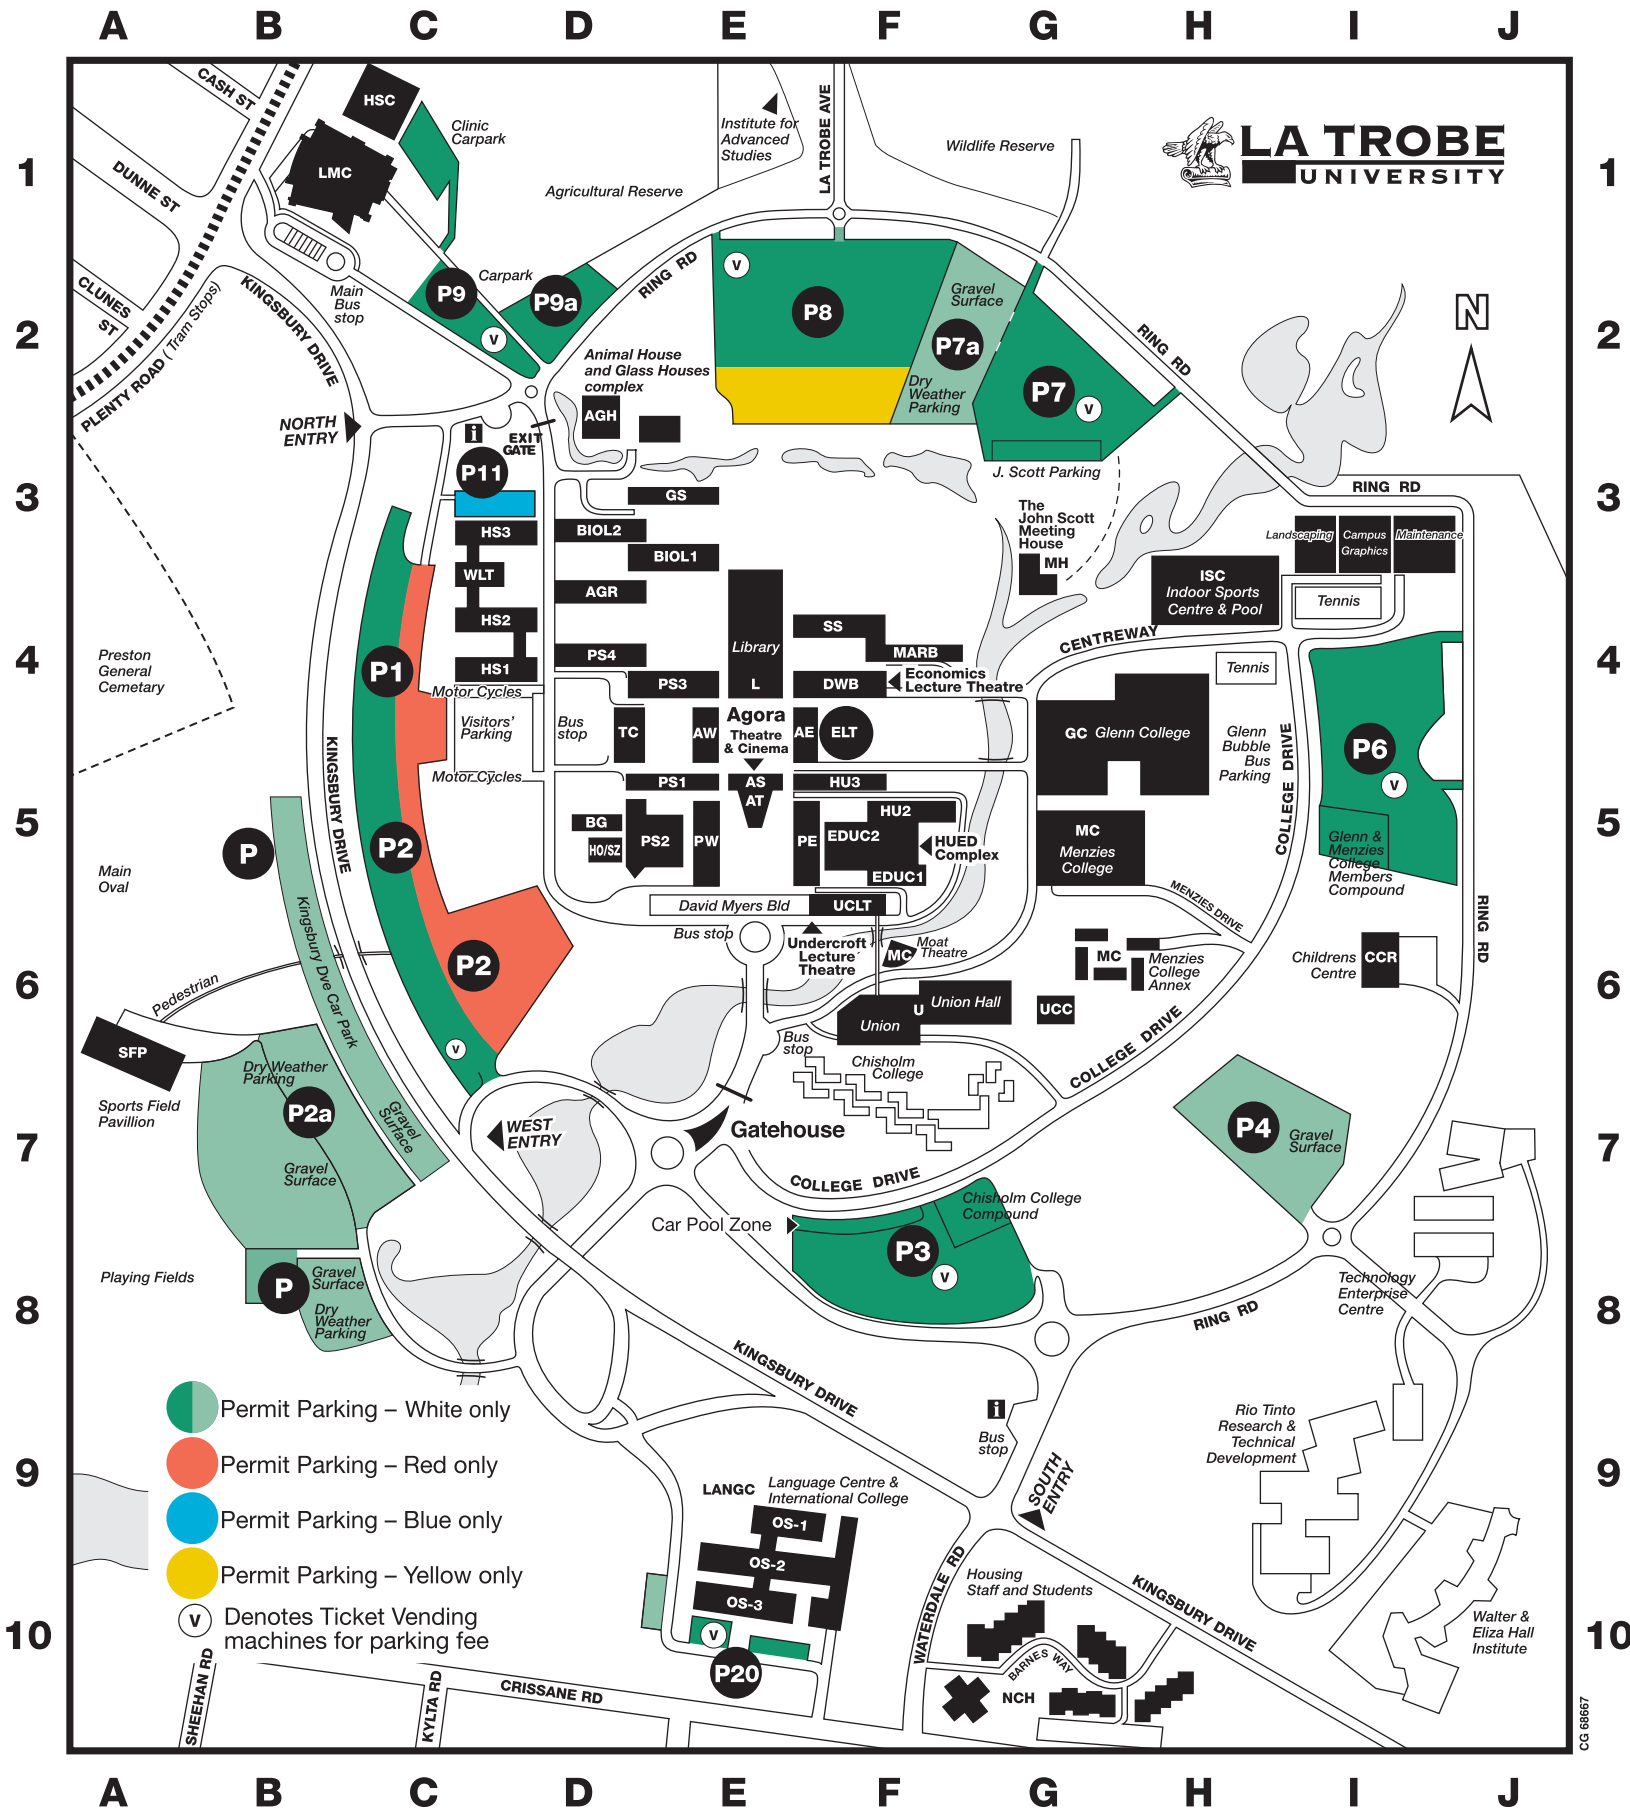 A B C D E F G H I J
1
2
3
4
5
6
7
8
9
10
CASH ST
DUNNE ST
CLUNES
ST
PLENTY ROAD (Tram Stops)
HSC
LMC
Clinic
Carpark
Main
Bus
stop
KINGSBURY DRIVE
P9
Carpark
P9a
V
Agricultural Reserve
Institute for
Advanced
Studies
LA TROBE AVE
Wildlife Reserve
LA TROBE
UNIVERSITY
RING RD
V
P8
Gravel
Surface
P7a
Dry
Weather
Parking
P7
V
J. Scott Parking
RING RD
N
NORTH
ENTRY
i
EXIT
GATE
P11
Animal House
and Glass Houses
complex
AGH
GS
BIOL2
BIOL1
AGR
PS4
PS3
HS3
WLT
HS2
HS1
Motor Cycles
Visitors'
Parking
Motor Cycles
Bus
stop
TC
AW
Library
L
Agora
Theatre
& Cinema
AE
ELT
SS
MARB
DWB
Economics
Lecture Theatre
The
John Scott
Meeting
House
MH
CENTREWAY
ISC
Indoor Sports
Centre & Pool
RING RD
Landscaping
Campus
Graphics
Maintenance
Tennis
Tennis
GC Glenn College
Glenn
Bubble
Bus
Parking
COLLEGE DRIVE
P6
V
Glenn &
Menzies
College
Members
Compound
Preston
General
Cemetery
P1
P2
P2
V
KINGSBURY DRIVE
PS1
AS
AT
HU3
HU2
BG
HO/SZ
PS2
PW
PE
EDUC2
EDUC1
HUED
Complex
David Myers Bld
UCLT
Bus stop
Undercroft
Lecture
Theatre
MC
Moat
Theatre
MC
Menzies
College
MENZIES DRIVE
MC
Menzies
College
Annex
UCC
Childrens
Centre
CCR
RING RD
P
Main
Oval
Kingsbury Dve Car Park
Pedestrian
SFP
Sports Field
Pavillion
Dry Weather
Parking
P2a
Gravel
Surface
Gravel
Surface
Union
U
Union Hall
Bus
stop
Chisholm
College
COLLEGE DRIVE
WEST
ENTRY
Gatehouse
COLLEGE DRIVE
Car Pool Zone
Chisholm College
Compound
P3
V
P4
Gravel
Surface
Playing Fields
P
Gravel
Surface
Dry
Weather
Parking
RING RD
Technology
Enterprise
Centre
KINGSBURY DRIVE
i
Bus
stop
SOUTH
ENTRY
Rio Tinto
Research &
Technical
Development
Permit Parking – White only
Permit Parking – Red only
Permit Parking – Blue only
Permit Parking – Yellow only
V Denotes Ticket Vending
machines for parking fee
LANGC
Language Centre &
International College
OS-1
OS-2
OS-3
V
P20
WATERDALE RD
Housing
Staff and Students
BARNES WAY
NCH
KINGSBURY DRIVE
Walter &
Eliza Hall
Institute
SHEEHAN RD
KYLTA RD
CRISSANE RD
CG 68667
A B C D E F G H I J
1
2
3
4
5
6
7
8
9
10